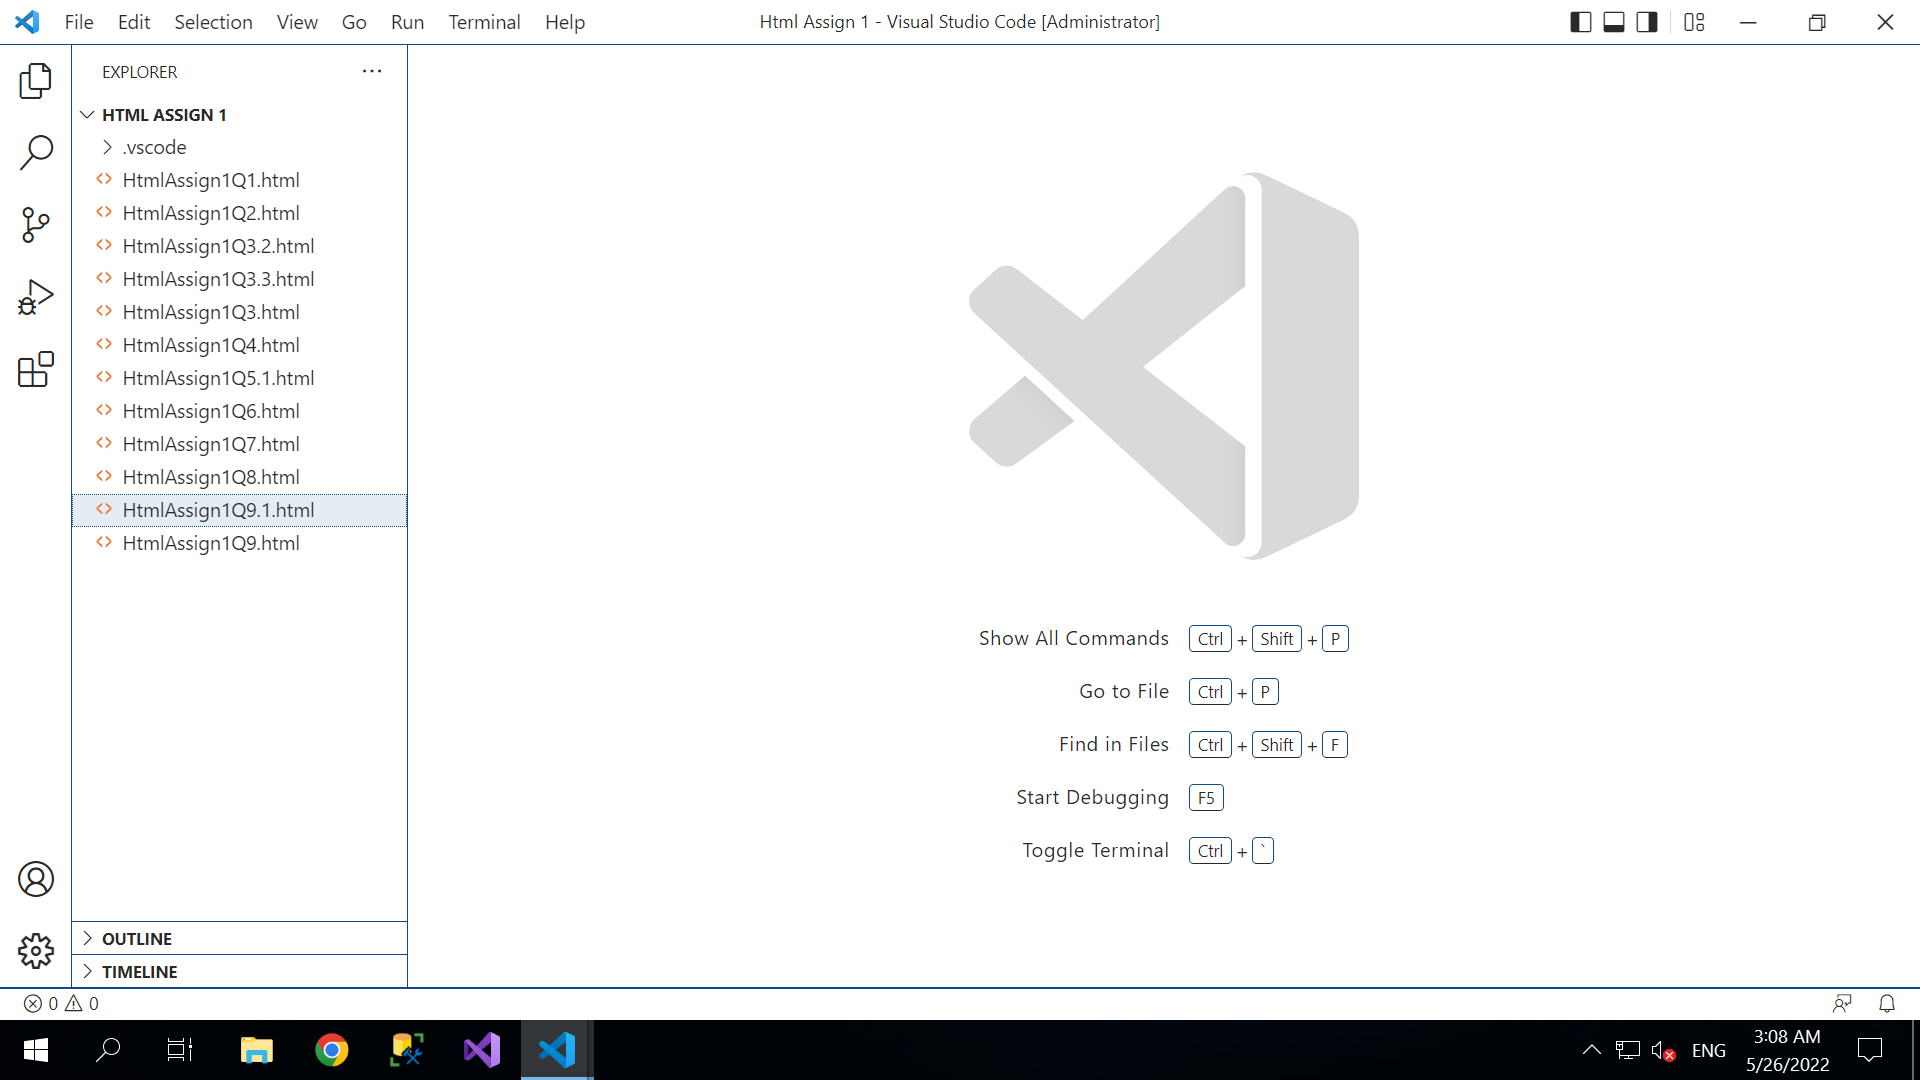 File Edit Selection View Go Run Terminal Help
Html Assign 1 - Visual Studio Code [Administrator]
EXPLORER
HTML ASSIGN 1
.vscode
HtmlAssign1Q1.html
HtmlAssign1Q2.html
HtmlAssign1Q3.2.html
HtmlAssign1Q3.3.html
HtmlAssign1Q3.html
HtmlAssign1Q4.html
HtmlAssign1Q5.1.html
HtmlAssign1Q6.html
HtmlAssign1Q7.html
HtmlAssign1Q8.html
HtmlAssign1Q9.1.html
HtmlAssign1Q9.html
OUTLINE
TIMELINE
Show All Commands Ctrl + Shift + P
Go to File Ctrl + P
Find in Files Ctrl + Shift + F
Start Debugging F5
Toggle Terminal Ctrl + `
0 0
ENG
3:08 AM
5/26/2022